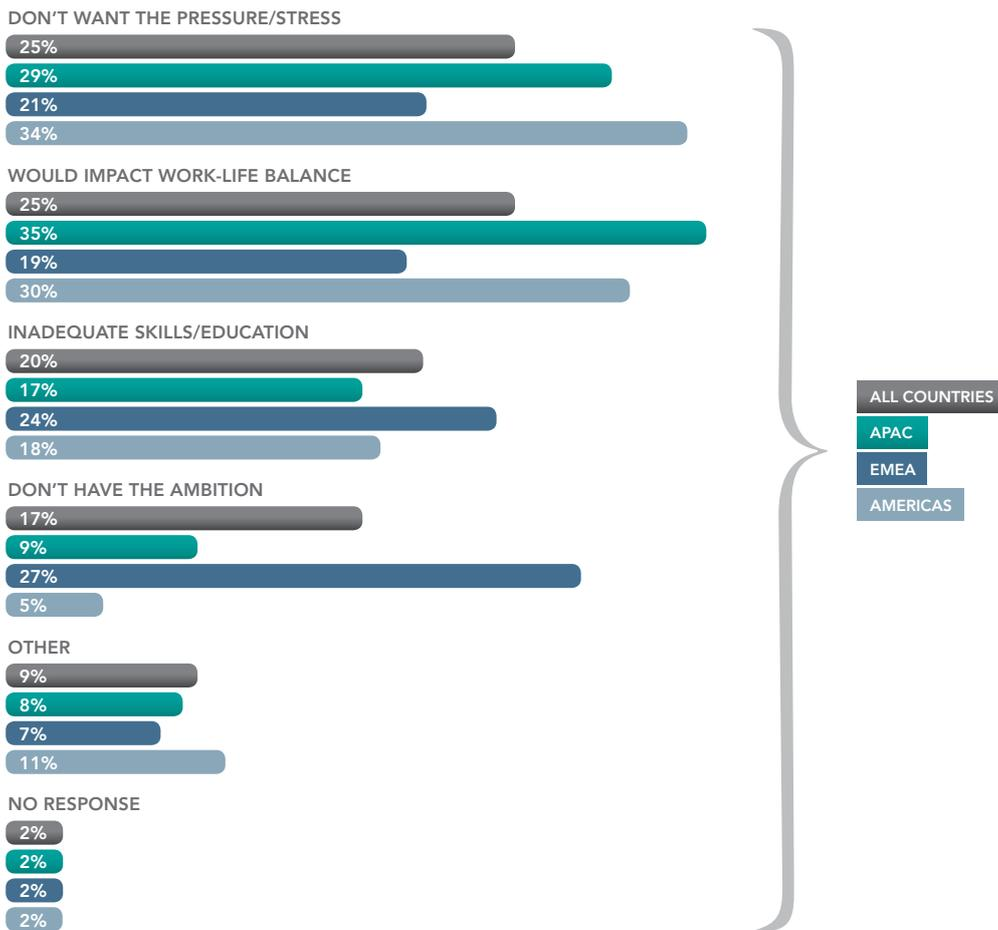 DON’T WANT THE PRESSURE/STRESS
25%
29%
21%
34%
WOULD IMPACT WORK-LIFE BALANCE
25%
35%
19%
30%
INADEQUATE SKILLS/EDUCATION
20%
17%
24%
18%
DON’T HAVE THE AMBITION
17%
9%
27%
5%
OTHER
9%
8%
7%
11%
NO RESPONSE
2%
2%
2%
2%
ALL COUNTRIES
APAC
EMEA
AMERICAS